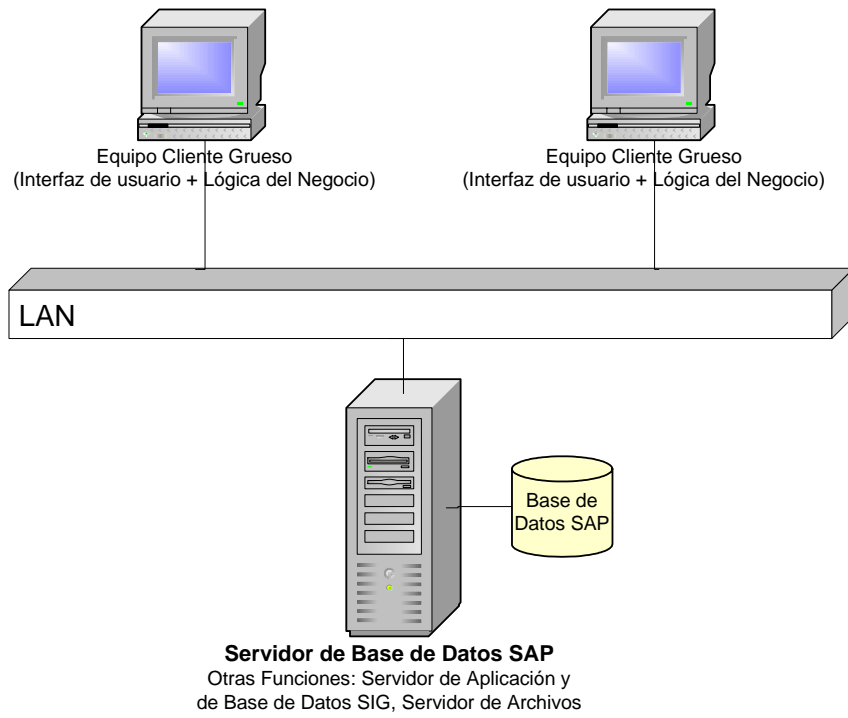 Equipo Cliente Grueso
(Interfaz de usuario + Lógica del Negocio)
Equipo Cliente Grueso
(Interfaz de usuario + Lógica del Negocio)
LAN
Base de
Datos SAP
Servidor de Base de Datos SAP
Otras Funciones: Servidor de Aplicación y
de Base de Datos SIG, Servidor de Archivos